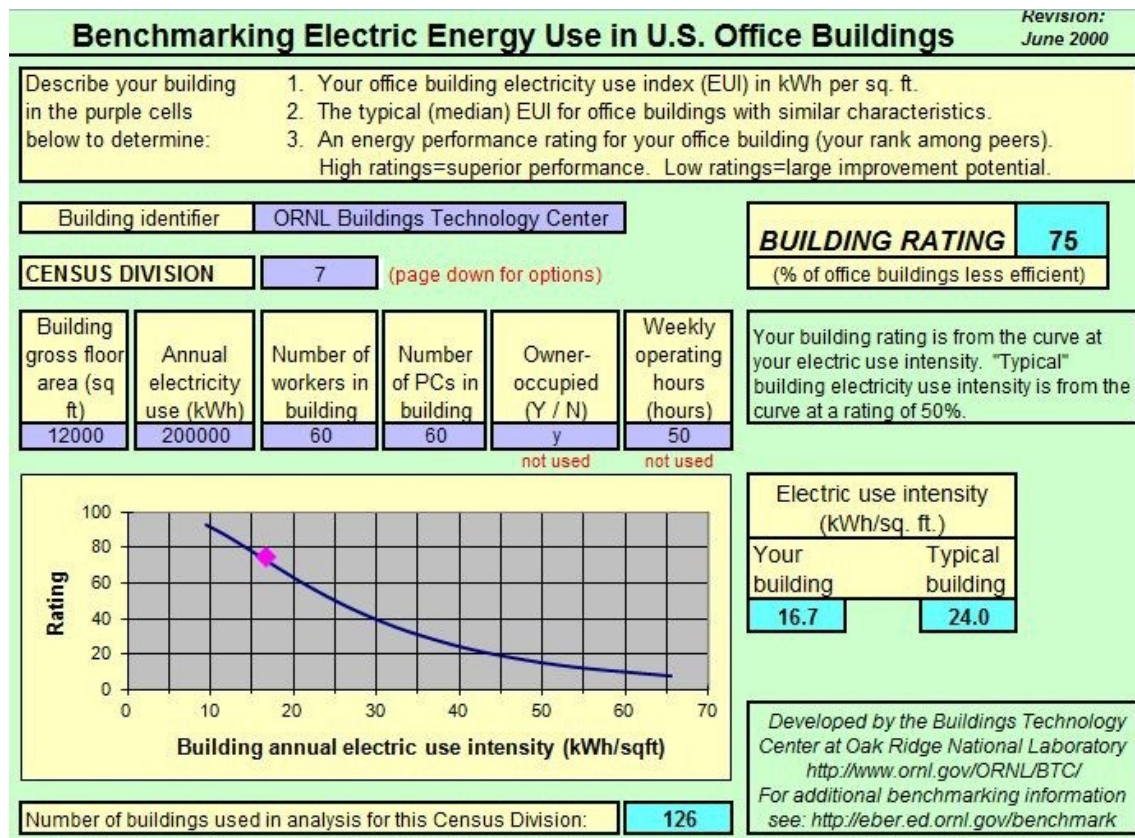 Benchmarking Electric Energy Use in U.S. Office Buildings
Revision:
June 2000
Describe your building
in the purple cells
below to determine:
1. Your office building electricity use index (EUI) in kWh per sq. ft.
2. The typical (median) EUI for office buildings with similar characteristics.
3. An energy performance rating for your office building (your rank among peers).
High ratings=superior performance. Low ratings=large improvement potential.
Building identifier
ORNL Buildings Technology Center
BUILDING RATING 75
(% of office buildings less efficient)
CENSUS DIVISION
7
(page down for options)
Building
gross floor
area (sq
ft)
12000
Annual
electricity
use (kWh)
200000
Number of
workers in
building
60
Number
of PCs in
building
60
Owner-
occupied
(Y / N)
y
not used
Weekly
operating
hours
(hours)
50
not used
Your building rating is from the curve at
your electric use intensity. "Typical"
building electricity use intensity is from the
curve at a rating of 50%.
Rating
100
80
60
40
20
0
0 10 20 30 40 50 60 70
Building annual electric use intensity (kWh/sqft)
Electric use intensity
(kWh/sq. ft.)
Your
building
16.7
Typical
building
24.0
Number of buildings used in analysis for this Census Division: 126
Developed by the Buildings Technology
Center at Oak Ridge National Laboratory
http://www.ornl.gov/ORNL/BTC/
For additional benchmarking information
see: http://eber.ed.ornl.gov/benchmark